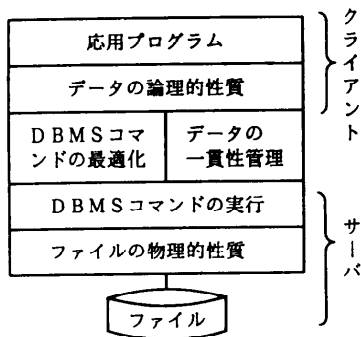 応用プログラム
データの論理的性質
DBMSコマ
ンドの最適化
データの
一貫性管理
DBMSコマンドの実行
ファイルの物理的性質
ファイル
クライアント
サーバ